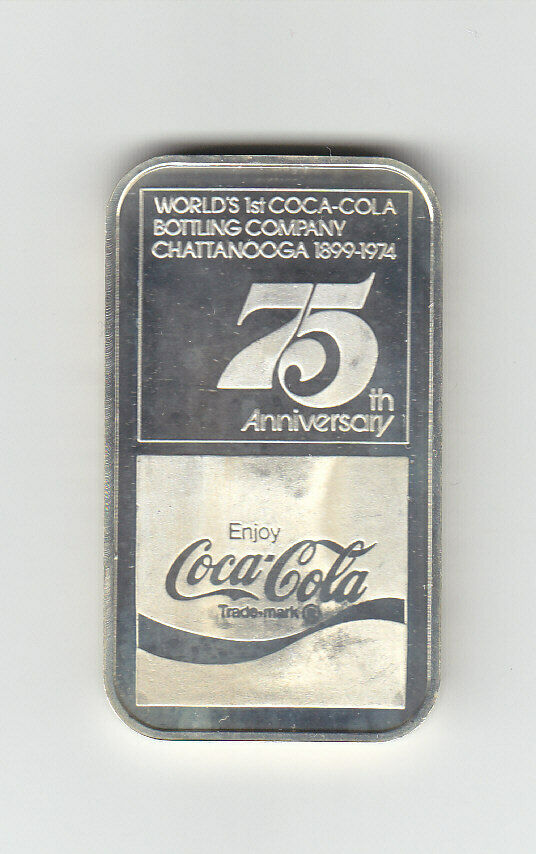 WORLD'S 1st COCA-COLA
BOTTLING COMPANY
CHATTANOOGA 1899-1974
75th
Anniversary
Enjoy
Coca-Cola
Trade-mark ®